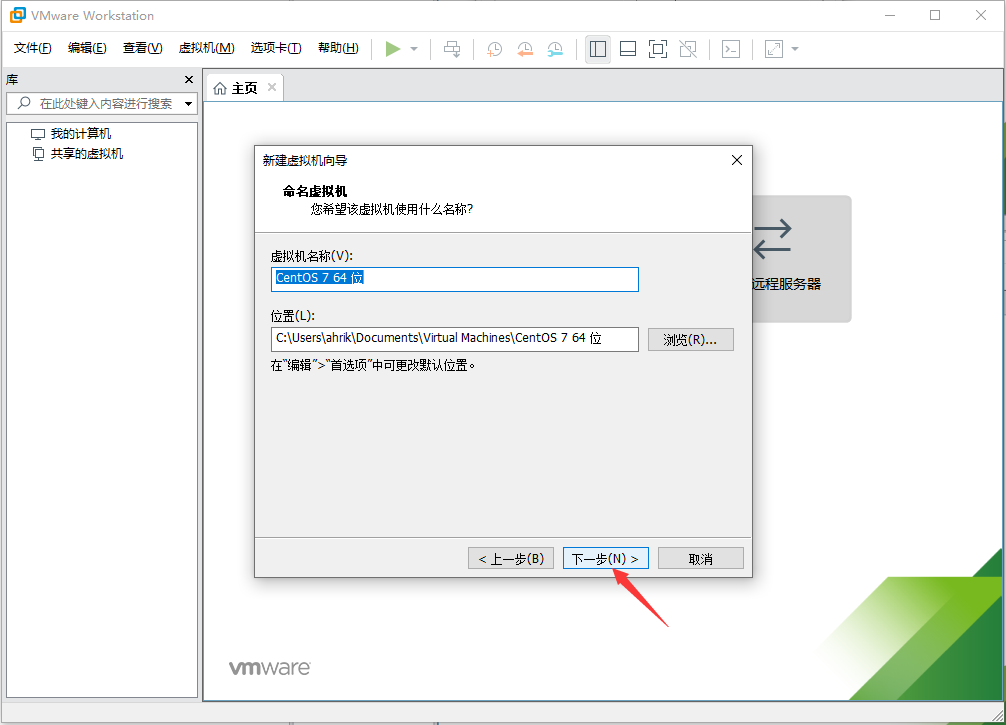 VMware Workstation
文件(F) 编辑(E) 查看(V) 虚拟机(M) 选项卡(T) 帮助(H)
库
主页
在此处键入内容进行搜索
我的计算机
共享的虚拟机
新建虚拟机向导
命名虚拟机
您希望该虚拟机使用什么名称?
虚拟机名称(V):
CentOS 7 64 位
位置(L):
C:\Users\ahrik\Documents\Virtual Machines\CentOS 7 64 位
浏览(R)...
在“编辑”>“首选项”中可更改默认位置。
< 上一步(B) 下一步(N) > 取消
远程服务器
vmware